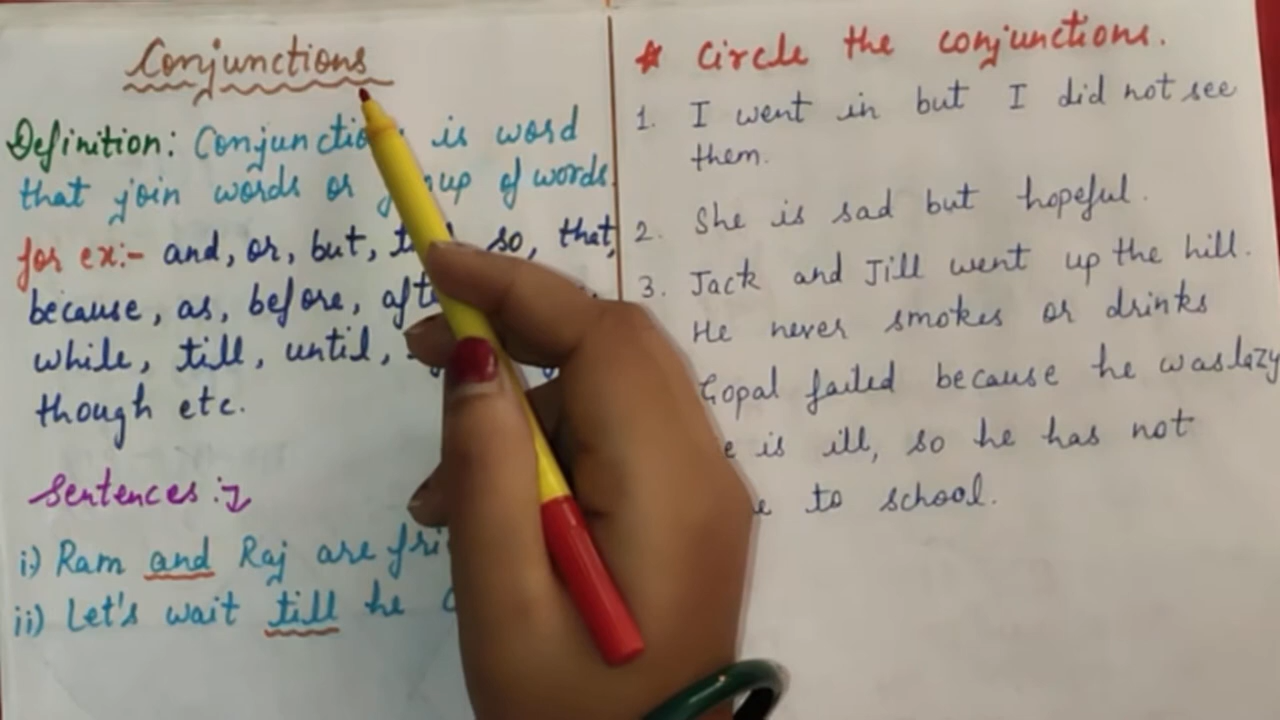 Conjunctions
Definition: is word
that join words or of words.
for ex:- and, or, but, so, that,
because, as, before,
while, till, until,
though etc.
Sentences:
i) Ram and Raj are
ii) Let's wait till he
* Circle the conjunctions.
1. I went in but I did not see
them.
2. She is sad but hopeful.
3. Jack and Jill went up the hill.
He never smokes or drinks
Gopal failed because he was lazy
is ill, so he has not
to school.